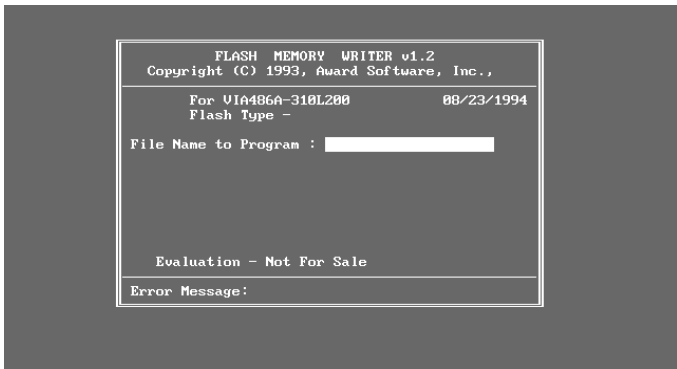 FLASH MEMORY WRITER v1.2
Copyright (C) 1993, Award Software, Inc.,
For VIA486A-310L200 08/23/1994
Flash Type -
File Name to Program :
Evaluation - Not For Sale
Error Message: